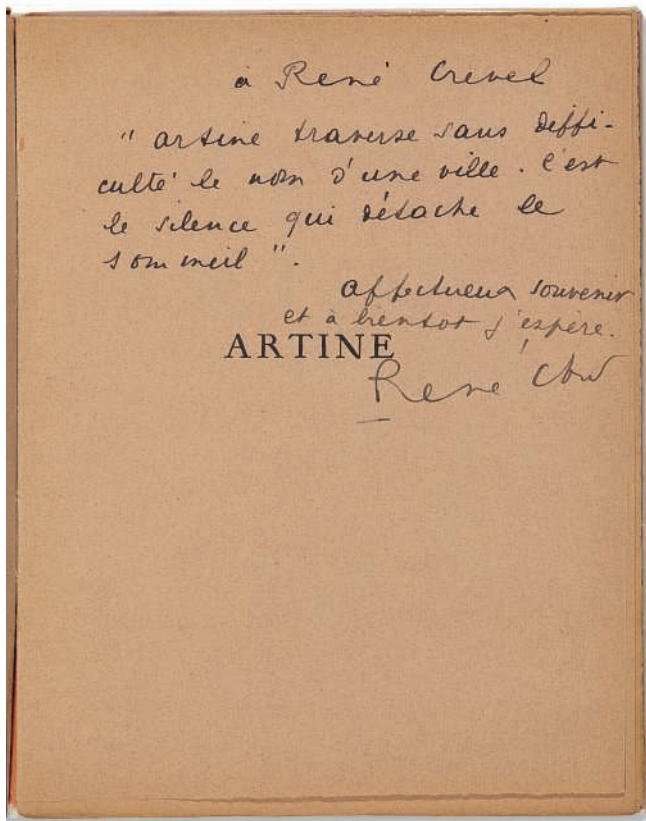 à René Crevel
" artine traverse sans diffi-
culté le nom d'une ville. C'est
le silence qui détache le
sommeil ".
affectueux souvenir
et à bientot j'espère.
ARTINE
René Char